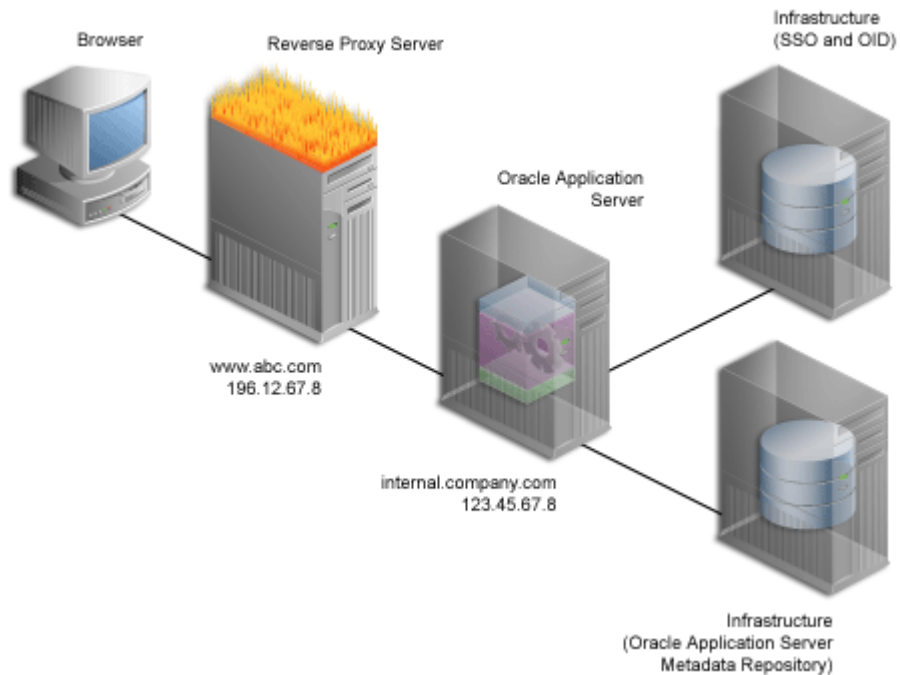 Browser
Reverse Proxy Server
Infrastructure
(SSO and OID)
Oracle Application
Server
www.abc.com
196.12.67.8
internal.company.com
123.45.67.8
Infrastructure
(Oracle Application Server
Metadata Repository)